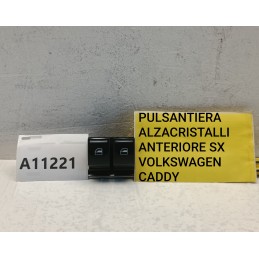 A11221
PULSANTIERA
ALZACRISTALLI
ANTERIORE SX
VOLKSWAGEN
CADDY